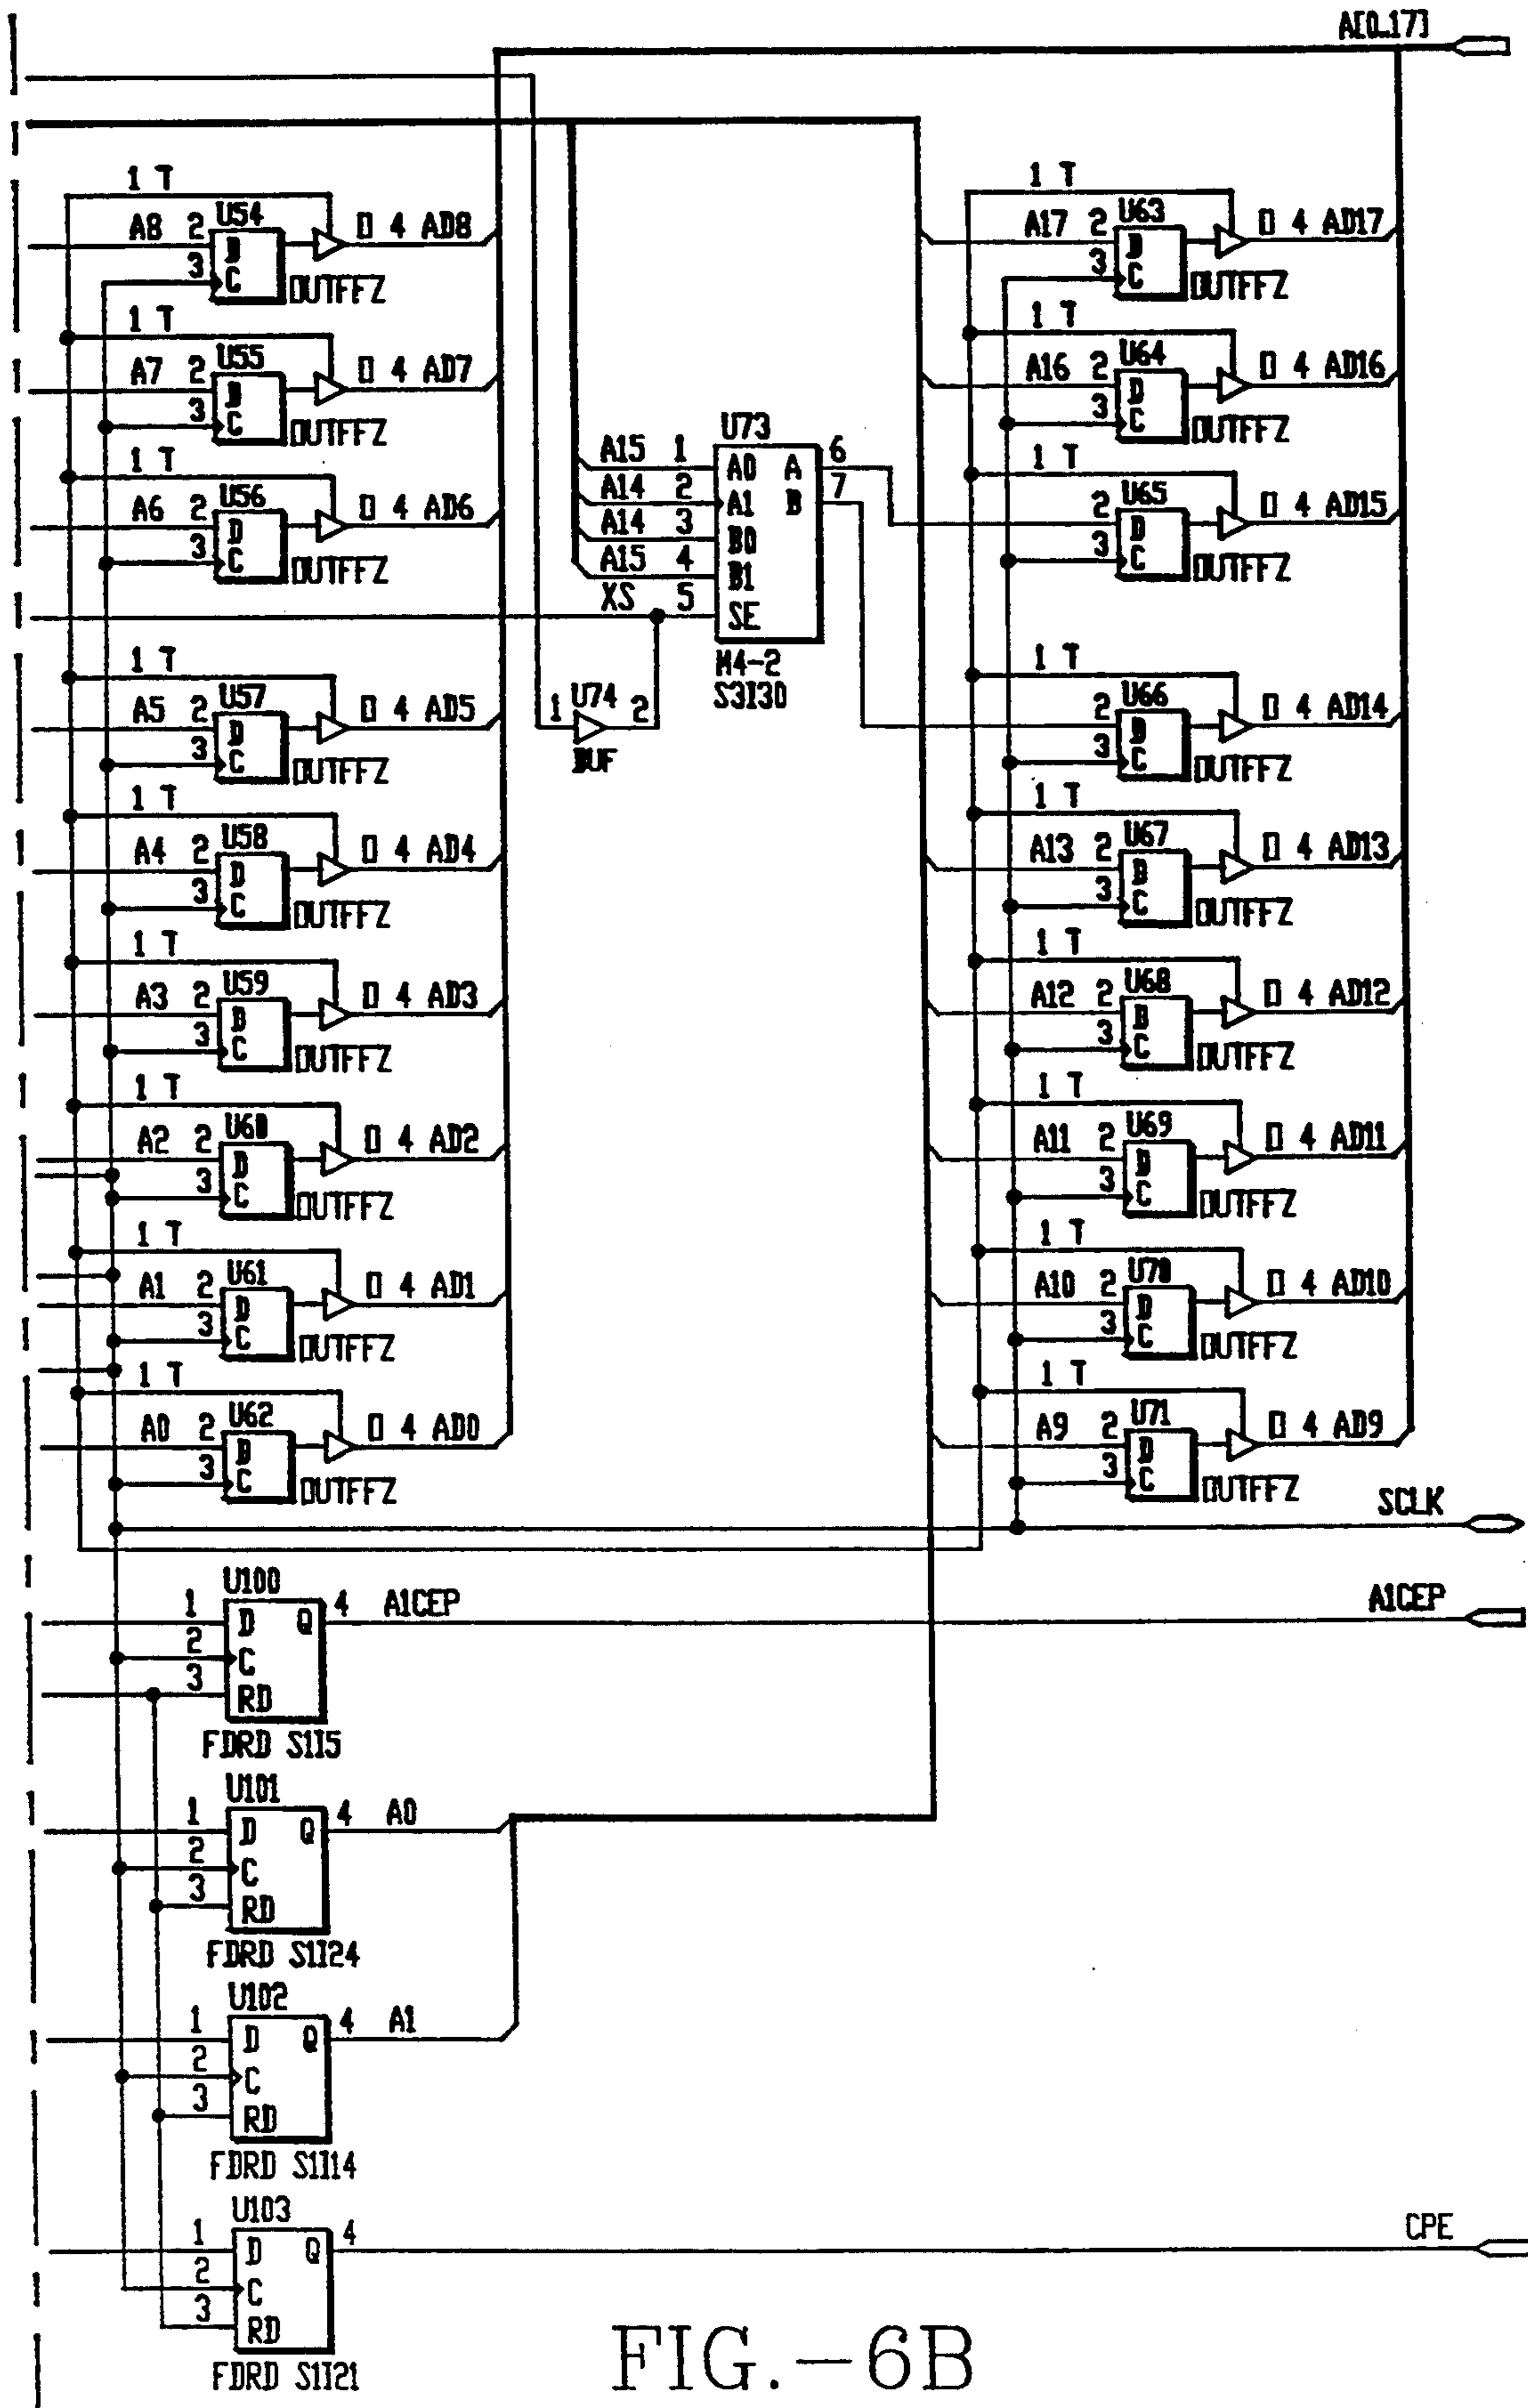 A[0..17]
1 T
A8 2 U54 O 4 AD8
D
3 C OUTFFZ
1 T
A17 2 U63 O 4 AD17
D
3 C OUTFFZ
1 T
A7 2 U55 O 4 AD7
D
3 C OUTFFZ
1 T
A16 2 U64 O 4 AD16
D
3 C OUTFFZ
1 T
A6 2 U56 O 4 AD6
D
3 C OUTFFZ
U73
A15 1 A0 A 6
A14 2 A1 B 7
A14 3 B0
A15 4 B1
XS 5 SE
M4-2
S3I30
1 U74 2
BUF
1 T
2 U65 O 4 AD15
D
3 C OUTFFZ
1 T
A5 2 U57 O 4 AD5
D
3 C OUTFFZ
1 T
2 U66 O 4 AD14
D
3 C OUTFFZ
1 T
A4 2 U58 O 4 AD4
D
3 C OUTFFZ
1 T
A13 2 U67 O 4 AD13
D
3 C OUTFFZ
1 T
A3 2 U59 O 4 AD3
D
3 C OUTFFZ
1 T
A12 2 U68 O 4 AD12
D
3 C OUTFFZ
1 T
A2 2 U60 O 4 AD2
D
3 C OUTFFZ
1 T
A11 2 U69 O 4 AD11
D
3 C OUTFFZ
1 T
A1 2 U61 O 4 AD1
D
3 C OUTFFZ
1 T
A10 2 U70 O 4 AD10
D
3 C OUTFFZ
1 T
A0 2 U62 O 4 AD0
D
3 C OUTFFZ
1 T
A9 2 U71 O 4 AD9
D
3 C OUTFFZ
SCLK
U100
1 D Q 4 A1CEP
2 C
3 RD
FDRD S1I5
A1CEP
U101
1 D Q 4 A0
2 C
3 RD
FDRD S1I24
U102
1 D Q 4 A1
2 C
3 RD
FDRD S1I14
U103
1 D Q 4
2 C
3 RD
FDRD S1I21
CPE
FIG.-6B